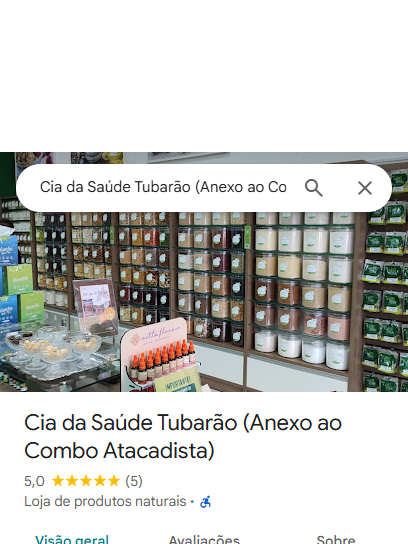 Cia da Saúde Tubarão (Anexo ao Co
IMPORTANTE!
Cia da Saúde Tubarão (Anexo ao
Combo Atacadista)
5,0 ★★★★★ (5)
Loja de produtos naturais ·
Visão geral Avaliações Sobre